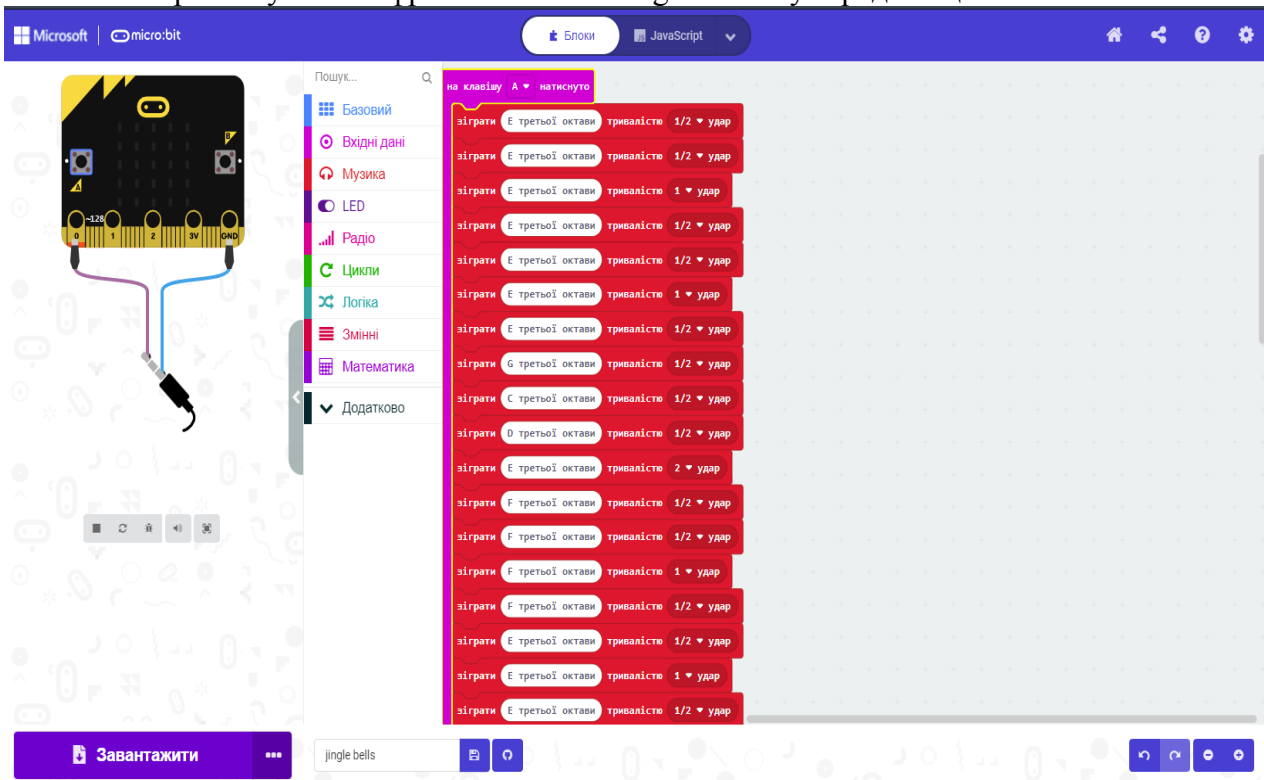 Microsoft
micro:bit
Блоки
JavaScript
A
B
~128
0 1 2 3V GND
Пошук...
Базовий
Вхідні дані
Музика
LED
Радіо
Цикли
Логіка
Змінні
Математика
Додатково
на клавішу A натиснуто
зіграти E третьої октави тривалістю 1/2 удар
зіграти E третьої октави тривалістю 1/2 удар
зіграти E третьої октави тривалістю 1 удар
зіграти E третьої октави тривалістю 1/2 удар
зіграти E третьої октави тривалістю 1/2 удар
зіграти E третьої октави тривалістю 1 удар
зіграти E третьої октави тривалістю 1/2 удар
зіграти G третьої октави тривалістю 1/2 удар
зіграти C третьої октави тривалістю 1/2 удар
зіграти D третьої октави тривалістю 1/2 удар
зіграти E третьої октави тривалістю 2 удар
зіграти F третьої октави тривалістю 1/2 удар
зіграти F третьої октави тривалістю 1/2 удар
зіграти F третьої октави тривалістю 1 удар
зіграти F третьої октави тривалістю 1/2 удар
зіграти E третьої октави тривалістю 1/2 удар
зіграти E третьої октави тривалістю 1 удар
зіграти E третьої октави тривалістю 1/2 удар
Завантажити
jingle bells